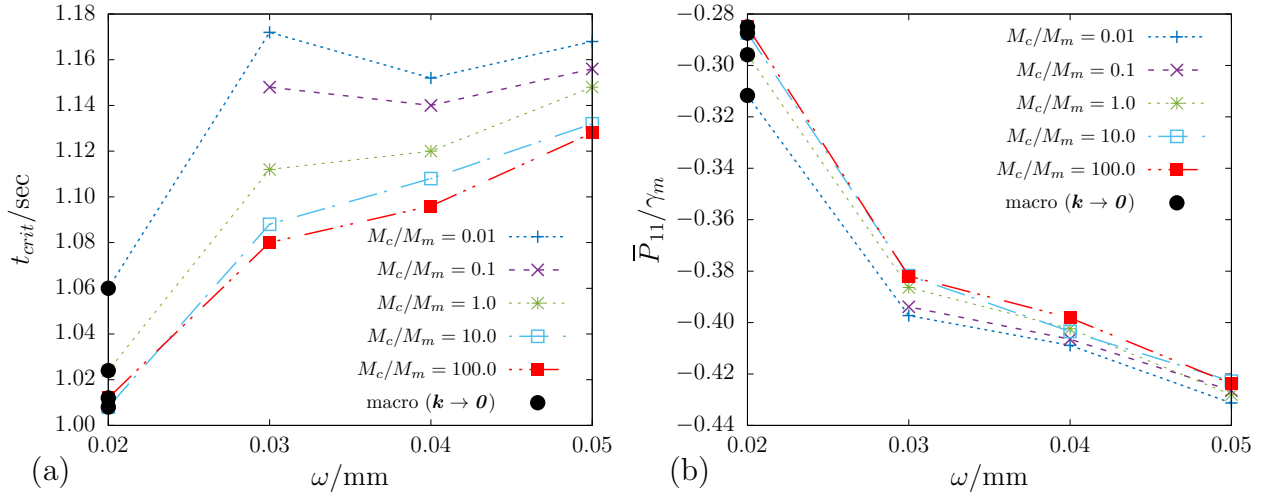 1.18
1.16
1.14
1.12
1.10
1.08
1.06
1.04
1.02
1.00
t_crit/sec
M_c/M_m = 0.01
M_c/M_m = 0.1
M_c/M_m = 1.0
M_c/M_m = 10.0
M_c/M_m = 100.0
macro (k → 0)
0.02 0.03 0.04 0.05
(a) ω/mm
−0.28
−0.30
−0.32
−0.34
−0.36
−0.38
−0.40
−0.42
−0.44
P̅_11/γ_m
M_c/M_m = 0.01
M_c/M_m = 0.1
M_c/M_m = 1.0
M_c/M_m = 10.0
M_c/M_m = 100.0
macro (k → 0)
0.02 0.03 0.04 0.05
(b) ω/mm